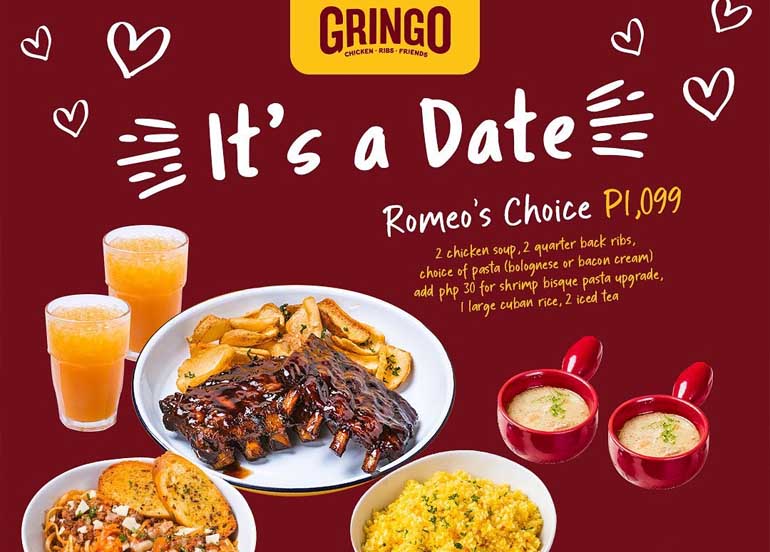 GRINGO
CHICKEN · RIBS · FRIENDS
It's a Date
Romeo's Choice P1,099
2 chicken soup, 2 quarter back ribs,
choice of pasta (bolognese or bacon cream)
add php 30 for shrimp bisque pasta upgrade,
1 large cuban rice, 2 iced tea